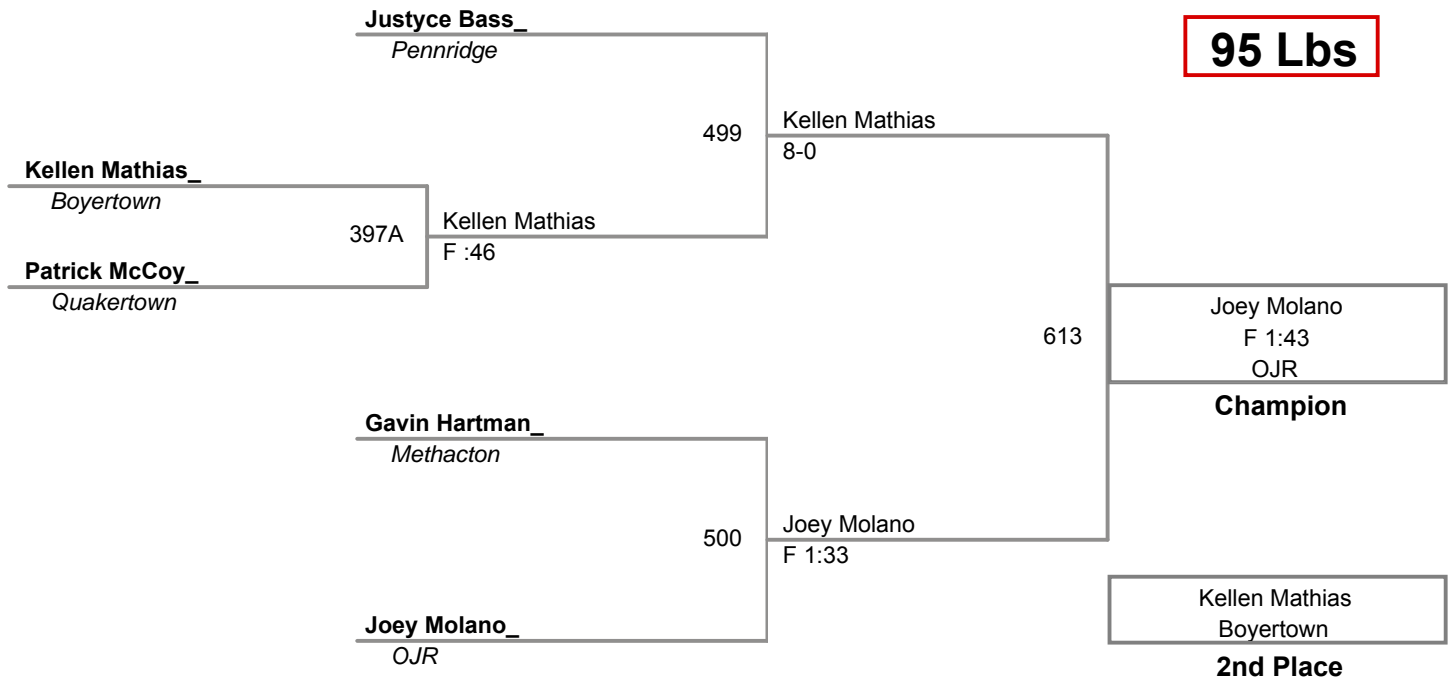 Justyce Bass_
Pennridge
95 Lbs
499
Kellen Mathias
8-0
Kellen Mathias_
Boyertown
397A
Kellen Mathias
F :46
Patrick McCoy_
Quakertown
613
Joey Molano
F 1:43
OJR
Champion
Gavin Hartman_
Methacton
500
Joey Molano
F 1:33
Joey Molano_
OJR
Kellen Mathias
Boyertown
2nd Place